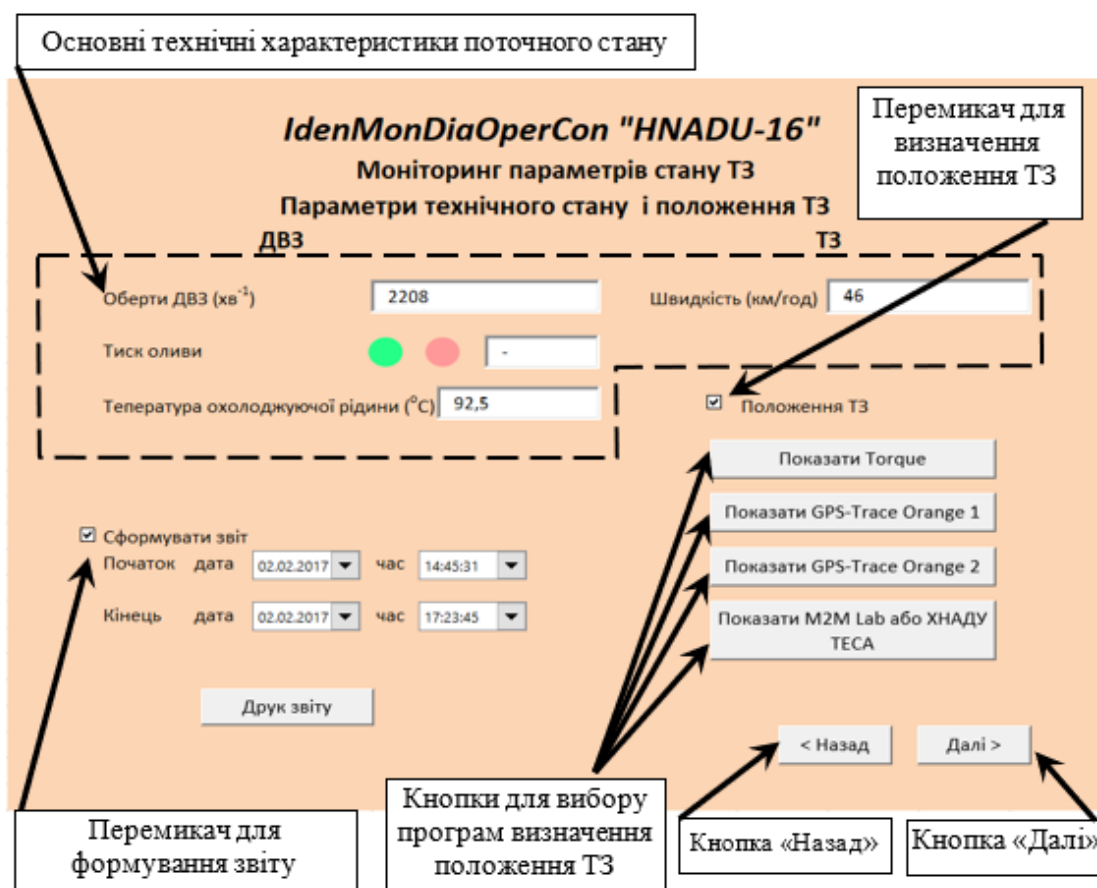 Основні технічні характеристики поточного стану
Перемикач для
визначення
положення ТЗ
IdenMonDiaOperCon "HNADU-16"
Моніторинг параметрів стану ТЗ
Параметри технічного стану і положення ТЗ
ДВЗ ТЗ
Оберти ДВЗ (хв⁻¹) 2208 Швидкість (км/год) 46
Тиск оливи -
Тепература охолоджуючої рідини (°С) 92,5
Положення ТЗ
Показати Torque
Показати GPS-Trace Orange 1
Показати GPS-Trace Orange 2
Показати M2M Lab або ХНАДУ
ТЕСА
Сформувати звіт
Початок дата 02.02.2017 час 14:45:31
Кінець дата 02.02.2017 час 17:23:45
Друк звіту
< Назад Далі >
Перемикач для
формування звіту
Кнопки для вибору
програм визначення
положення ТЗ
Кнопка «Назад»
Кнопка «Далі»